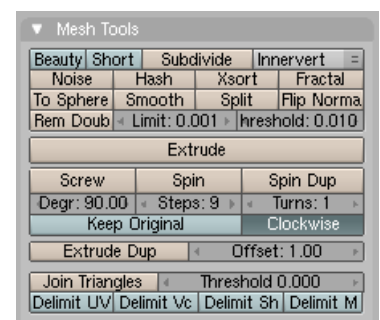 Mesh Tools
Beauty Short Subdivide Innervert
Noise Hash Xsort Fractal
To Sphere Smooth Split Flip Norma
Rem Doub Limit: 0.001 hreshold: 0.010
Extrude
Screw Spin Spin Dup
Degr: 90.00 Steps: 9 Turns: 1
Keep Original Clockwise
Extrude Dup Offset: 1.00
Join Triangles Threshold 0.000
Delimit UV Delimit Vc Delimit Sh Delimit M